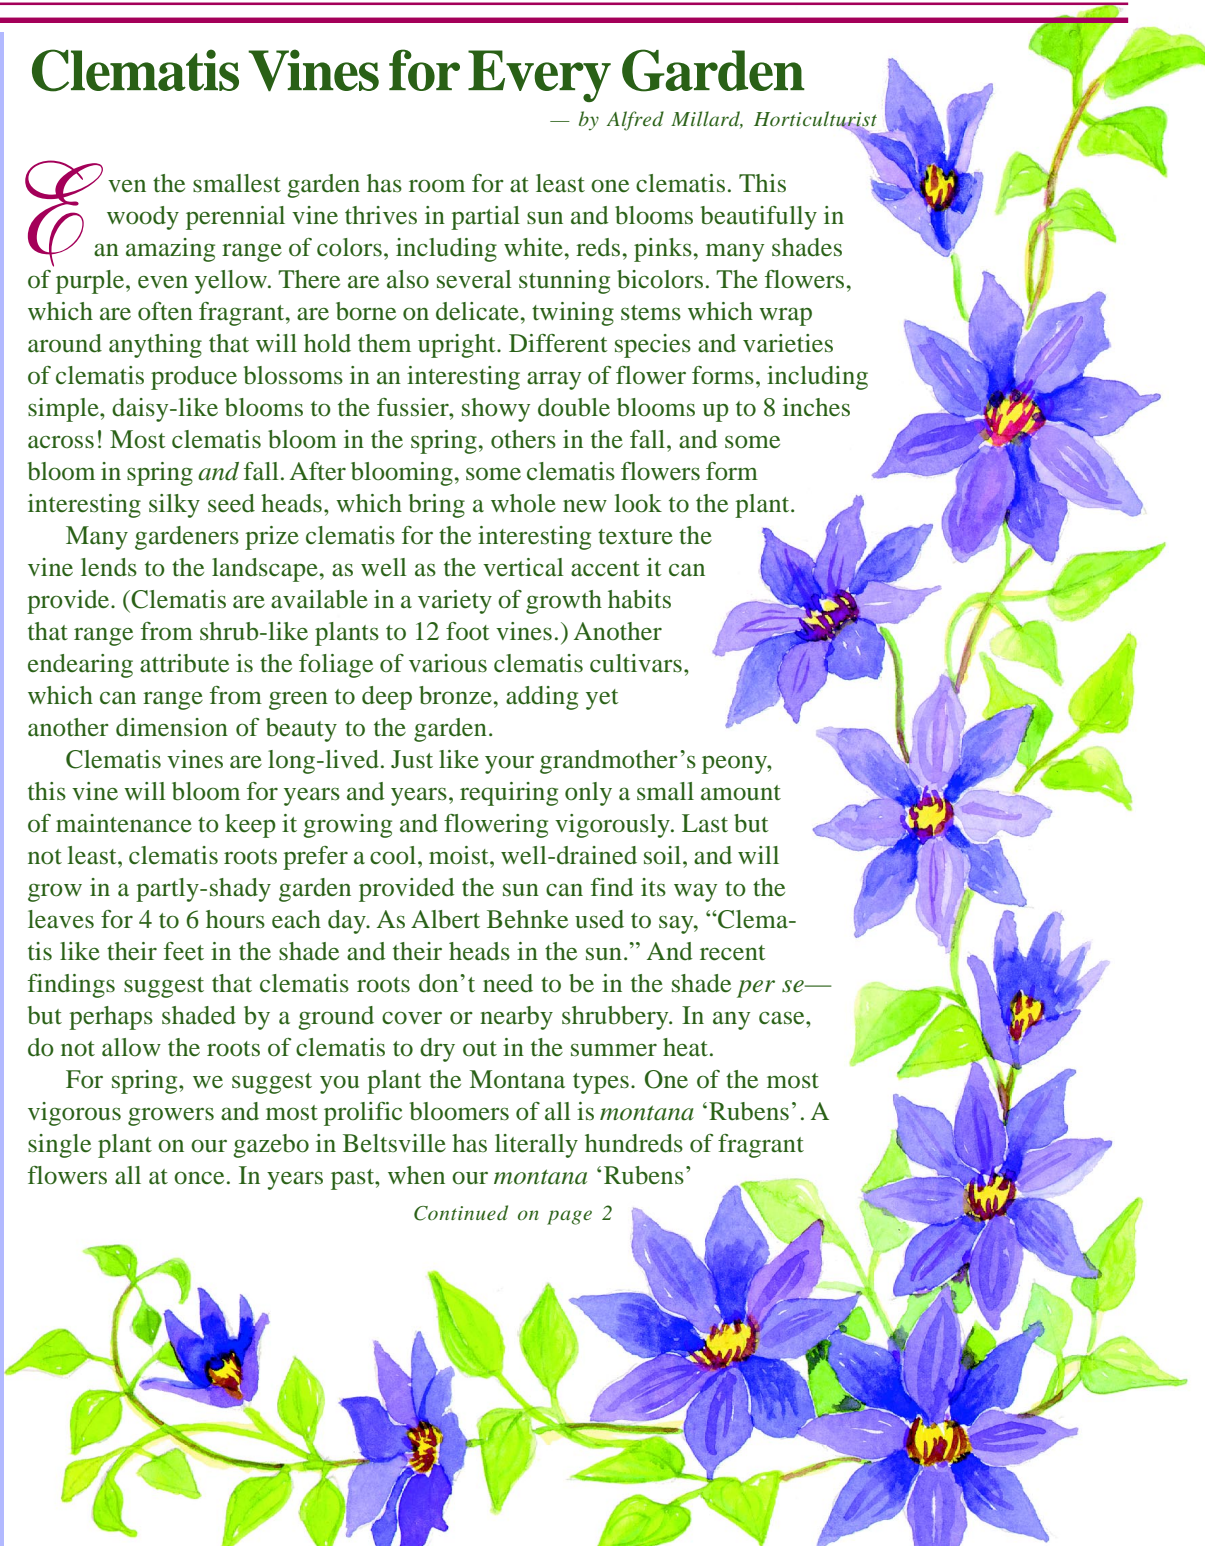 Clematis Vines for Every Garden
— by Alfred Millard, Horticulturist
Even the smallest garden has room for at least one clematis. This
woody perennial vine thrives in partial sun and blooms beautifully in
an amazing range of colors, including white, reds, pinks, many shades
of purple, even yellow. There are also several stunning bicolors. The flowers,
which are often fragrant, are borne on delicate, twining stems which wrap
around anything that will hold them upright. Different species and varieties
of clematis produce blossoms in an interesting array of flower forms, including
simple, daisy-like blooms to the fussier, showy double blooms up to 8 inches
across! Most clematis bloom in the spring, others in the fall, and some
bloom in spring and fall. After blooming, some clematis flowers form
interesting silky seed heads, which bring a whole new look to the plant.
Many gardeners prize clematis for the interesting texture the
vine lends to the landscape, as well as the vertical accent it can
provide. (Clematis are available in a variety of growth habits
that range from shrub-like plants to 12 foot vines.) Another
endearing attribute is the foliage of various clematis cultivars,
which can range from green to deep bronze, adding yet
another dimension of beauty to the garden.
Clematis vines are long-lived. Just like your grandmother’s peony,
this vine will bloom for years and years, requiring only a small amount
of maintenance to keep it growing and flowering vigorously. Last but
not least, clematis roots prefer a cool, moist, well-drained soil, and will
grow in a partly-shady garden provided the sun can find its way to the
leaves for 4 to 6 hours each day. As Albert Behnke used to say, “Clema-
tis like their feet in the shade and their heads in the sun.” And recent
findings suggest that clematis roots don’t need to be in the shade per se—
but perhaps shaded by a ground cover or nearby shrubbery. In any case,
do not allow the roots of clematis to dry out in the summer heat.
For spring, we suggest you plant the Montana types. One of the most
vigorous growers and most prolific bloomers of all is montana ‘Rubens’. A
single plant on our gazebo in Beltsville has literally hundreds of fragrant
flowers all at once. In years past, when our montana ‘Rubens’
Continued on page 2